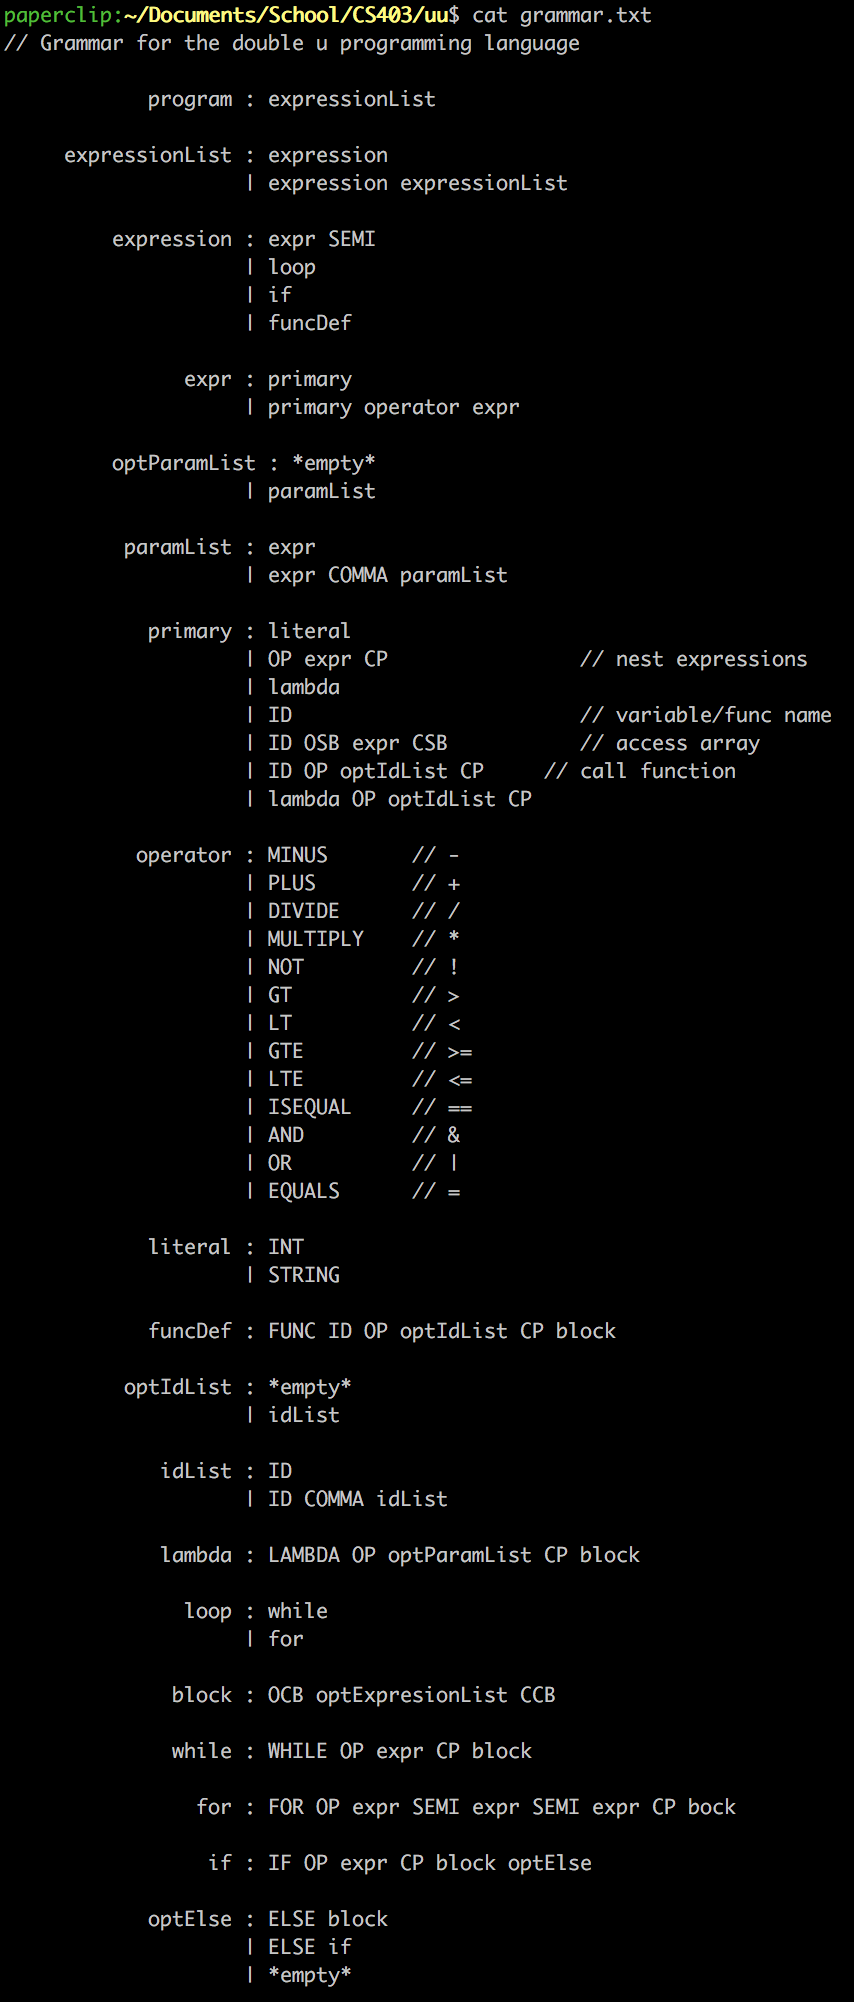 paperclip:~/Documents/School/CS403/uu$ cat grammar.txt
// Grammar for the double u programming language
program : expressionList
expressionList : expression
| expression expressionList
expression : expr SEMI
| loop
| if
| funcDef
expr : primary
| primary operator expr
optParamList : *empty*
| paramList
paramList : expr
| expr COMMA paramList
primary : literal
| OP expr CP // nest expressions
| lambda
| ID // variable/func name
| ID OSB expr CSB // access array
| ID OP optIdList CP // call function
| lambda OP optIdList CP
operator : MINUS // -
| PLUS // +
| DIVIDE // /
| MULTIPLY // *
| NOT // !
| GT // >
| LT // <
| GTE // >=
| LTE // <=
| ISEQUAL // ==
| AND // &
| OR // |
| EQUALS // =
literal : INT
| STRING
funcDef : FUNC ID OP optIdList CP block
optIdList : *empty*
| idList
idList : ID
| ID COMMA idList
lambda : LAMBDA OP optParamList CP block
loop : while
| for
block : OCB optExpresionList CCB
while : WHILE OP expr CP block
for : FOR OP expr SEMI expr SEMI expr CP bock
if : IF OP expr CP block optElse
optElse : ELSE block
| ELSE if
| *empty*